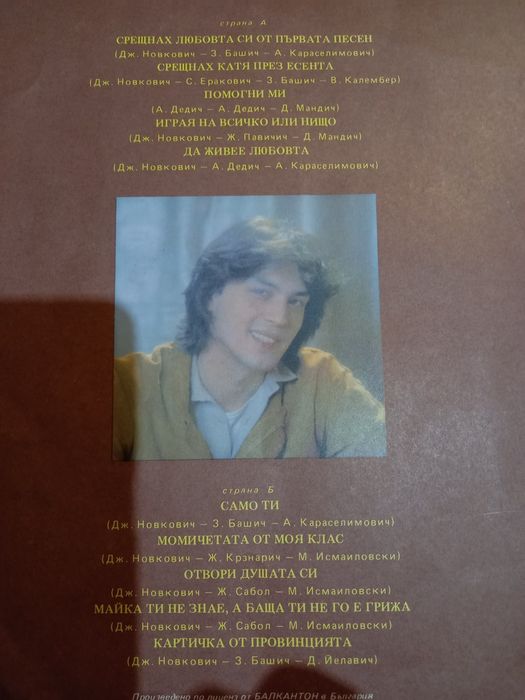 страна А
СРЕЩНАХ ЛЮБОВТА СИ ОТ ПЪРВАТА ПЕСЕН
(Дж. Новкович – З. Башич – А. Караселимович)
СРЕЩНАХ КАТЯ ПРЕЗ ЕСЕНТА
(Дж. Новкович – С. Еракович – З. Башич – В. Калембер)
ПОМОГНИ МИ
(А. Дедич – А. Дедич – Д. Мандич)
ИГРАЯ НА ВСИЧКО ИЛИ НИЩО
(Дж. Новкович – Ж. Павичич – Д. Мандич)
ДА ЖИВЕЕ ЛЮБОВТА
(Дж. Новкович – А. Дедич – А. Караселимович)
страна Б
САМО ТИ
(Дж. Новкович – З. Башич – А. Караселимович)
МОМИЧЕТАТА ОТ МОЯ КЛАС
(Дж. Новкович – Ж. Крзнарич – М. Исмаиловски)
ОТВОРИ ДУШАТА СИ
(Дж. Новкович – Ж. Сабол – М. Исмаиловски)
МАЙКА ТИ НЕ ЗНАЕ, А БАЩА ТИ НЕ ГО Е ГРИЖА
(Дж. Новкович – Ж. Сабол – М. Исмаиловски)
КАРТИЧКА ОТ ПРОВИНЦИЯТА
(Дж. Новкович – З. Башич – Д. Йелавич)
Произведено по лиценз от БАЛКАНТОН в България